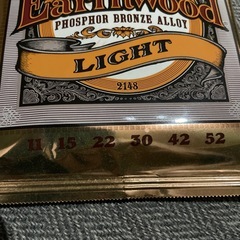 Earthwood
PHOSPHOR BRONZE ALLOY
LIGHT
2148
11 15 22 30 42 52